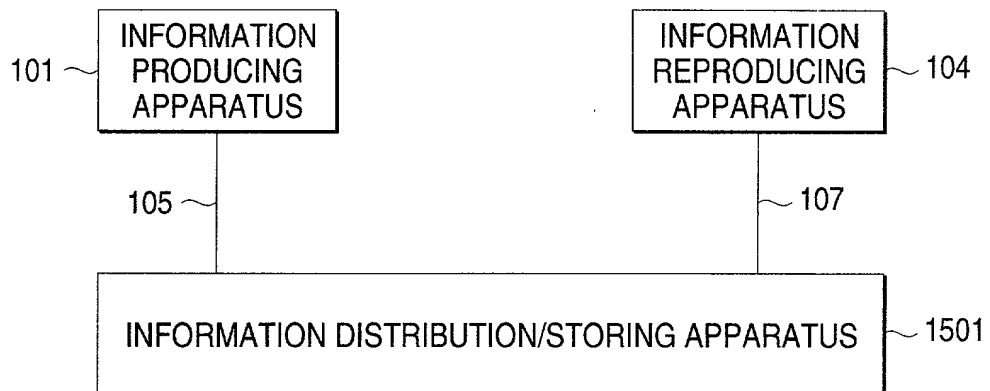 INFORMATION
PRODUCING
APPARATUS
101
INFORMATION
REPRODUCING
APPARATUS
104
105
107
INFORMATION DISTRIBUTION/STORING APPARATUS
1501